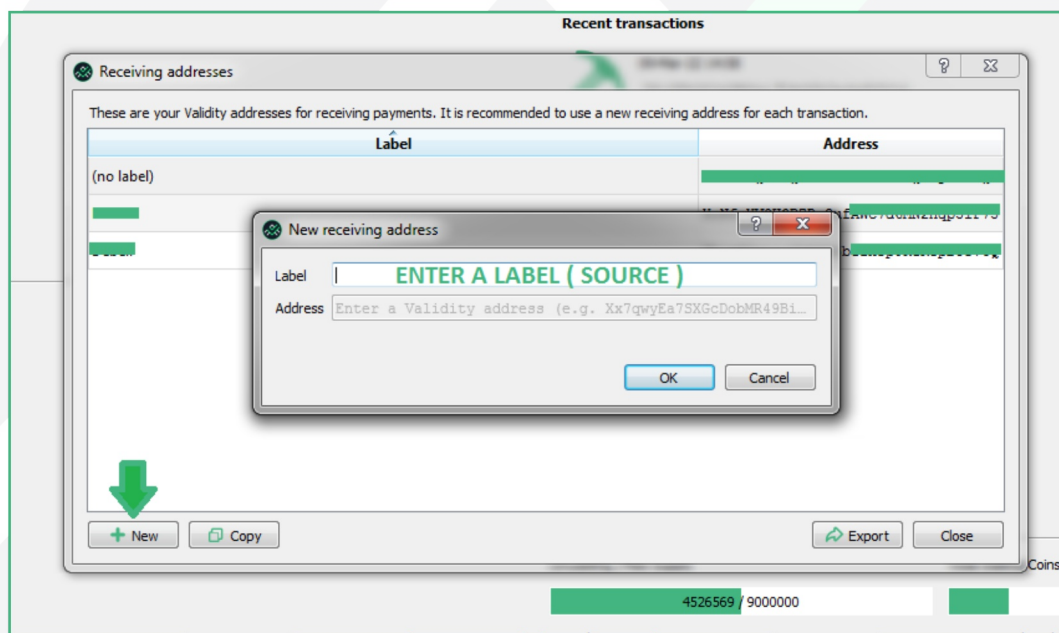 Recent transactions
Receiving addresses
These are your Validity addresses for receiving payments. It is recommended to use a new receiving address for each transaction.
Label Address
(no label)
New receiving address
Label ENTER A LABEL ( SOURCE )
Address Enter a Validity address (e.g. Xx7qwyEa7SXGcDobMR49Bi…
OK Cancel
New Copy Export Close
Coins
4526569 / 9000000